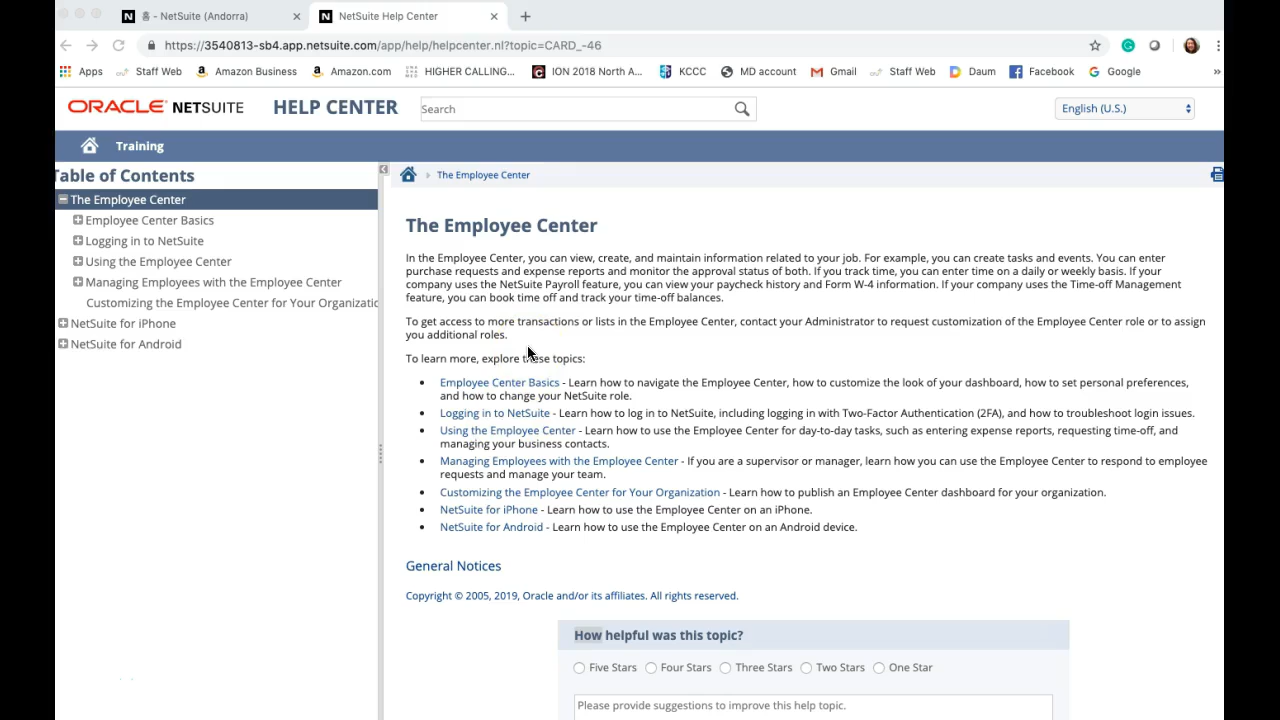 홈 - NetSuite (Andorra)
NetSuite Help Center
https://3540813-sb4.app.netsuite.com/app/help/helpcenter.nl?topic=CARD_-46
Apps
Staff Web
Amazon Business
Amazon.com
HIGHER CALLING...
ION 2018 North A...
KCCC
MD account
Gmail
Staff Web
Daum
Facebook
Google
»
ORACLE NETSUITE
HELP CENTER
Search
English (U.S.)
Training
Table of Contents
The Employee Center
Employee Center Basics
Logging in to NetSuite
Using the Employee Center
Managing Employees with the Employee Center
Customizing the Employee Center for Your Organizatio
NetSuite for iPhone
NetSuite for Android
The Employee Center
The Employee Center
In the Employee Center, you can view, create, and maintain information related to your job. For example, you can create tasks and events. You can enter
purchase requests and expense reports and monitor the approval status of both. If you track time, you can enter time on a daily or weekly basis. If your
company uses the NetSuite Payroll feature, you can view your paycheck history and Form W-4 information. If your company uses the Time-off Management
feature, you can book time off and track your time-off balances.
To get access to more transactions or lists in the Employee Center, contact your Administrator to request customization of the Employee Center role or to assign
you additional roles.
To learn more, explore these topics:
• Employee Center Basics - Learn how to navigate the Employee Center, how to customize the look of your dashboard, how to set personal preferences,
and how to change your NetSuite role.
• Logging in to NetSuite - Learn how to log in to NetSuite, including logging in with Two-Factor Authentication (2FA), and how to troubleshoot login issues.
• Using the Employee Center - Learn how to use the Employee Center for day-to-day tasks, such as entering expense reports, requesting time-off, and
managing your business contacts.
• Managing Employees with the Employee Center - If you are a supervisor or manager, learn how you can use the Employee Center to respond to employee
requests and manage your team.
• Customizing the Employee Center for Your Organization - Learn how to publish an Employee Center dashboard for your organization.
• NetSuite for iPhone - Learn how to use the Employee Center on an iPhone.
• NetSuite for Android - Learn how to use the Employee Center on an Android device.
General Notices
Copyright © 2005, 2019, Oracle and/or its affiliates. All rights reserved.
How helpful was this topic?
Five Stars
Four Stars
Three Stars
Two Stars
One Star
Please provide suggestions to improve this help topic.